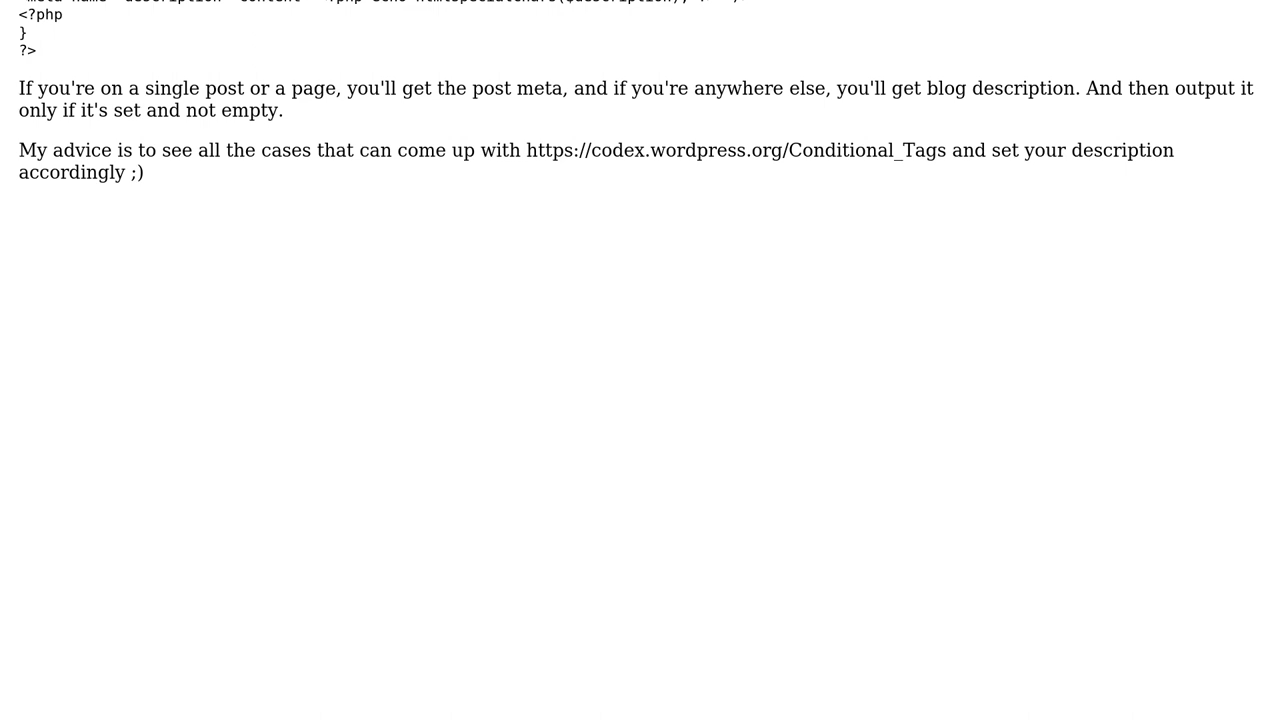 <?php
}
?>
If you're on a single post or a page, you'll get the post meta, and if you're anywhere else, you'll get blog description. And then output it
only if it's set and not empty.
My advice is to see all the cases that can come up with https://codex.wordpress.org/Conditional_Tags and set your description
accordingly ;)